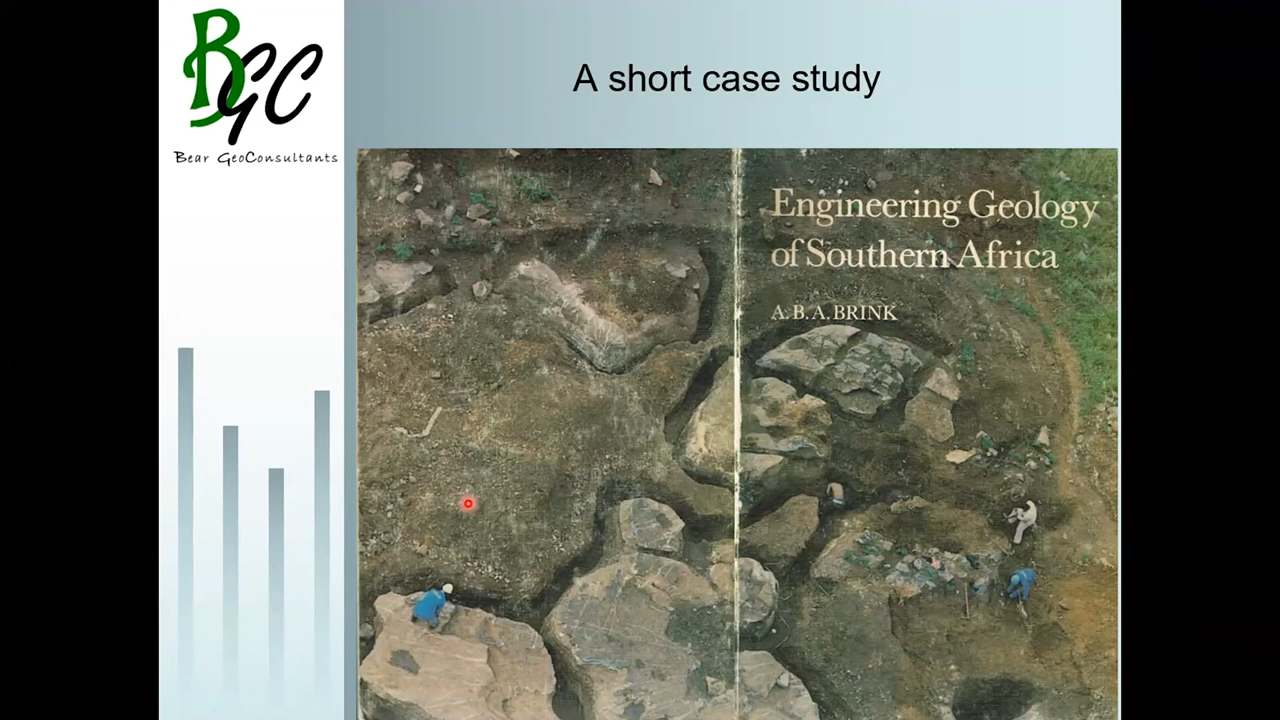 BGC
Bear GeoConsultants
A short case study
Engineering Geology
of Southern Africa
A. B. A. BRINK